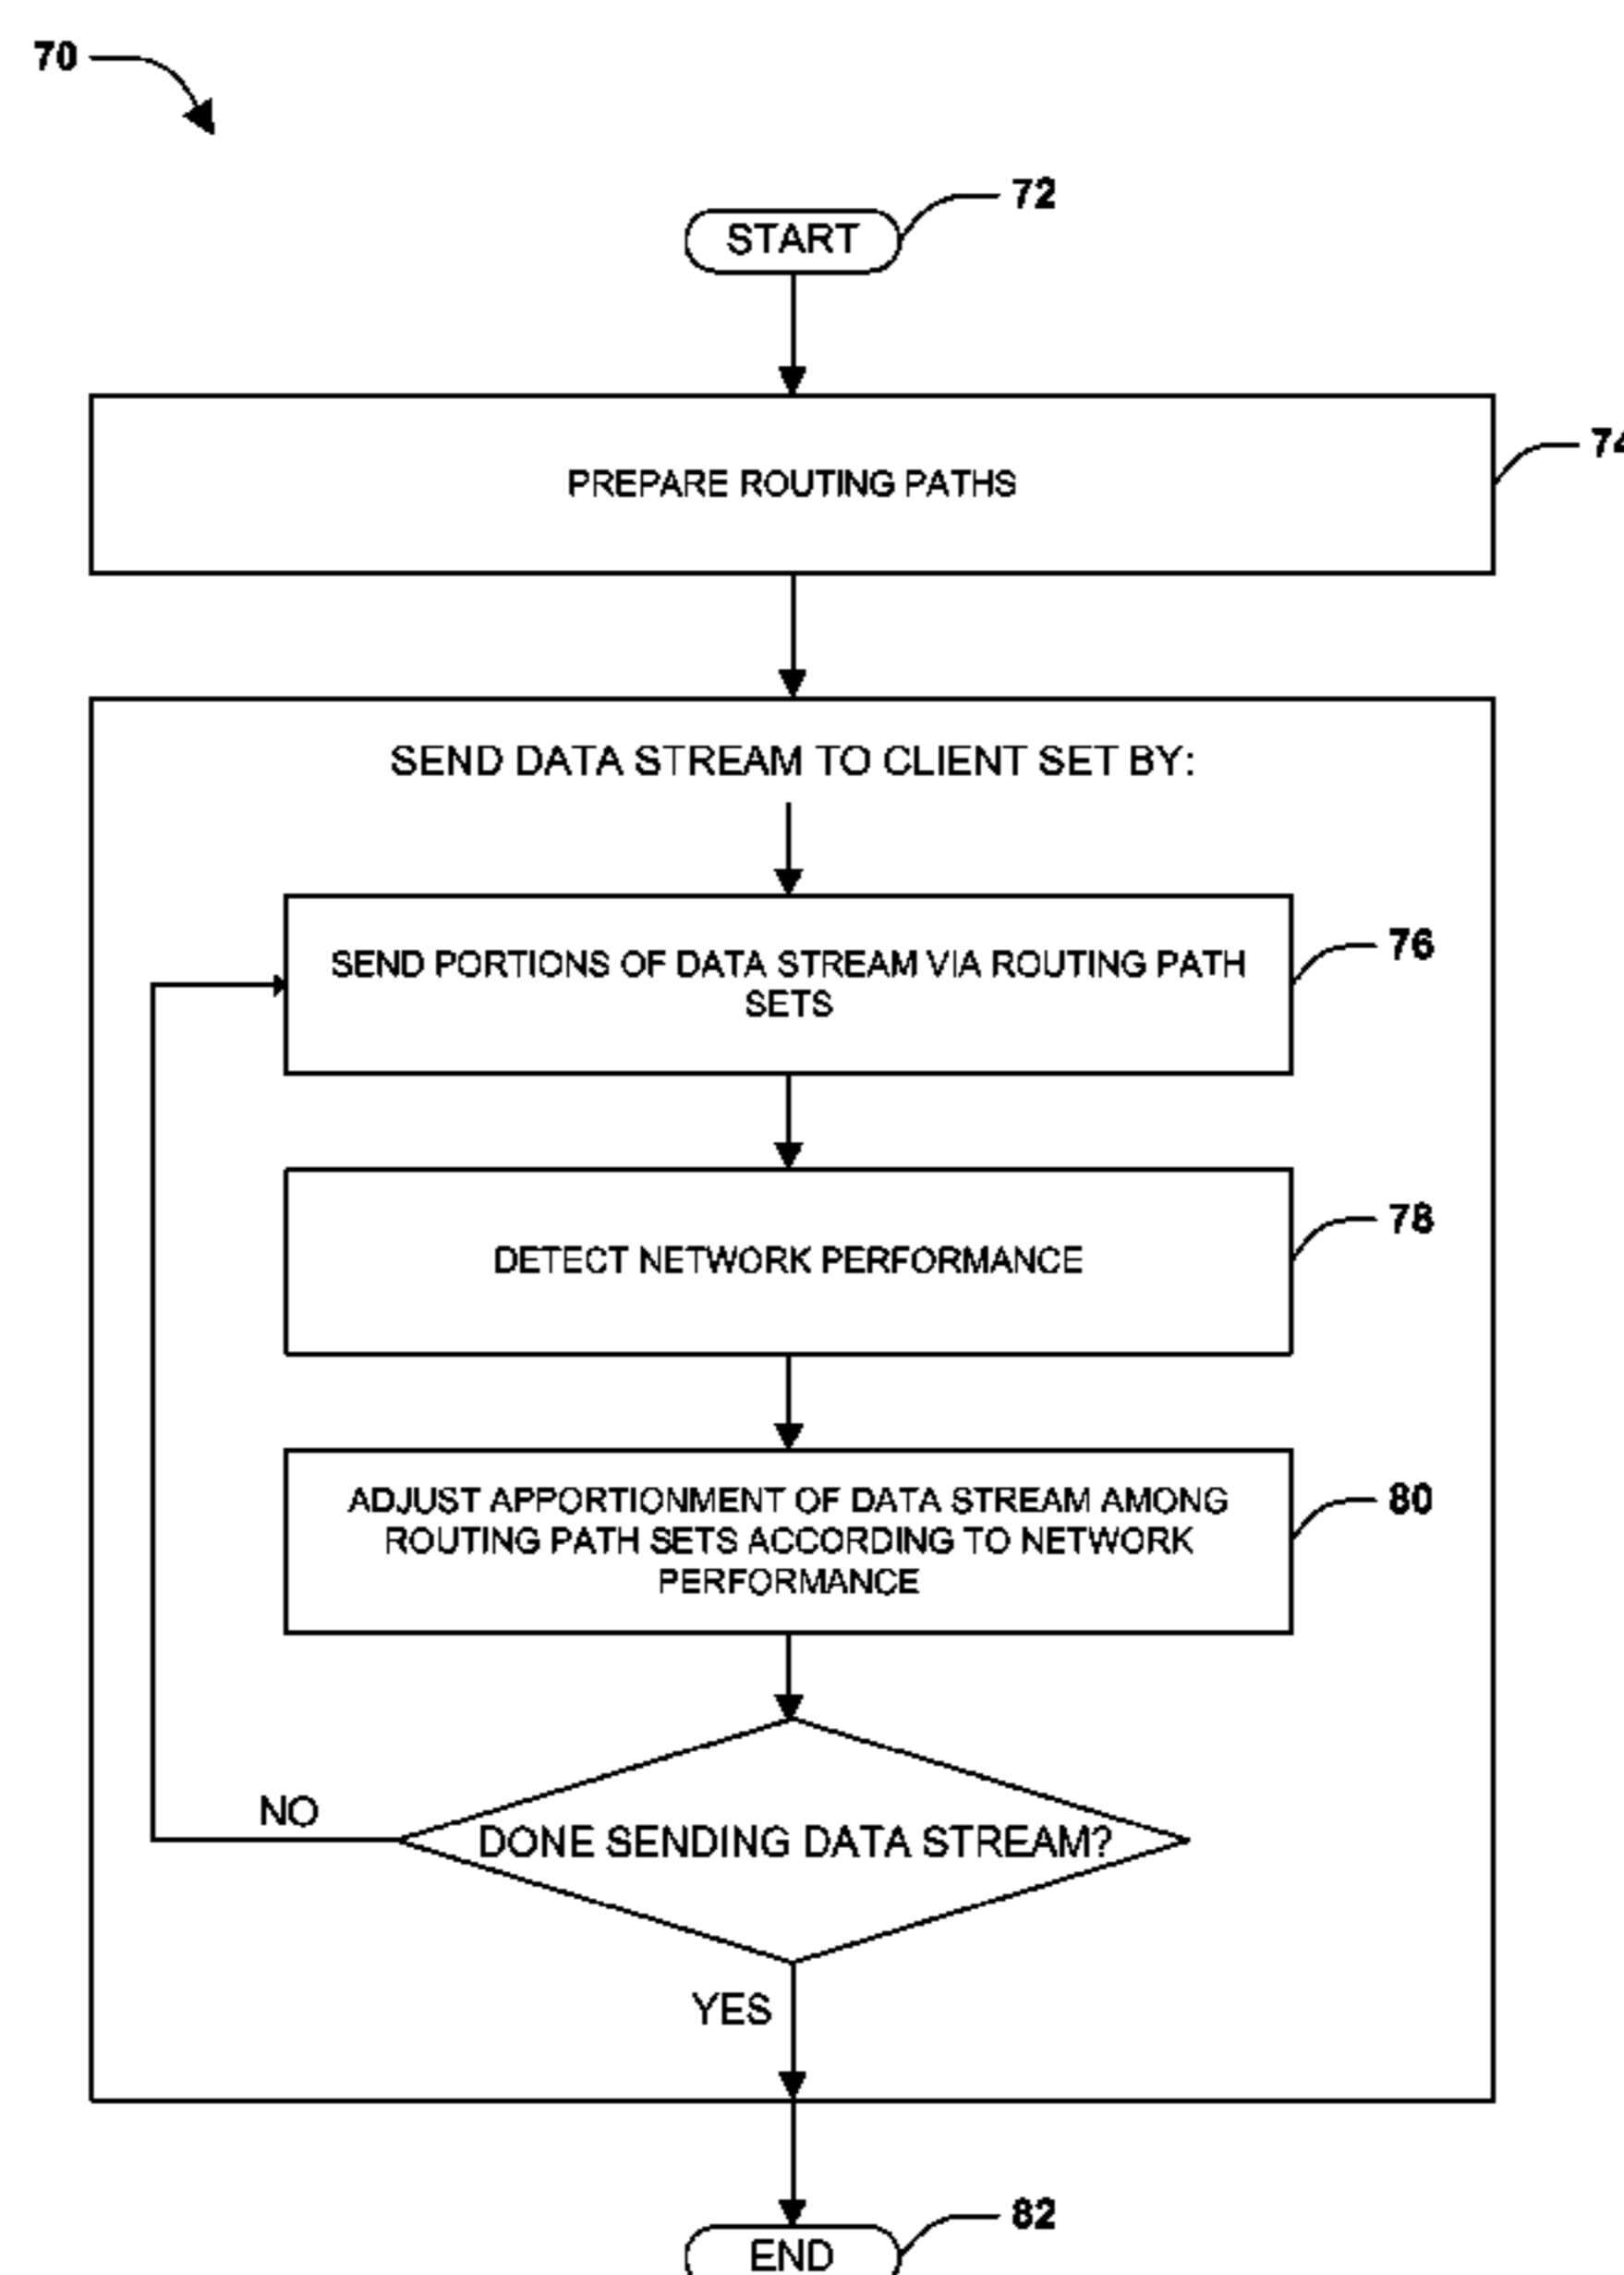 70
72
START
74
PREPARE ROUTING PATHS
SEND DATA STREAM TO CLIENT SET BY:
76
SEND PORTIONS OF DATA STREAM VIA ROUTING PATH
SETS
78
DETECT NETWORK PERFORMANCE
80
ADJUST APPORTIONMENT OF DATA STREAM AMONG
ROUTING PATH SETS ACCORDING TO NETWORK
PERFORMANCE
NO
DONE SENDING DATA STREAM?
YES
82
END